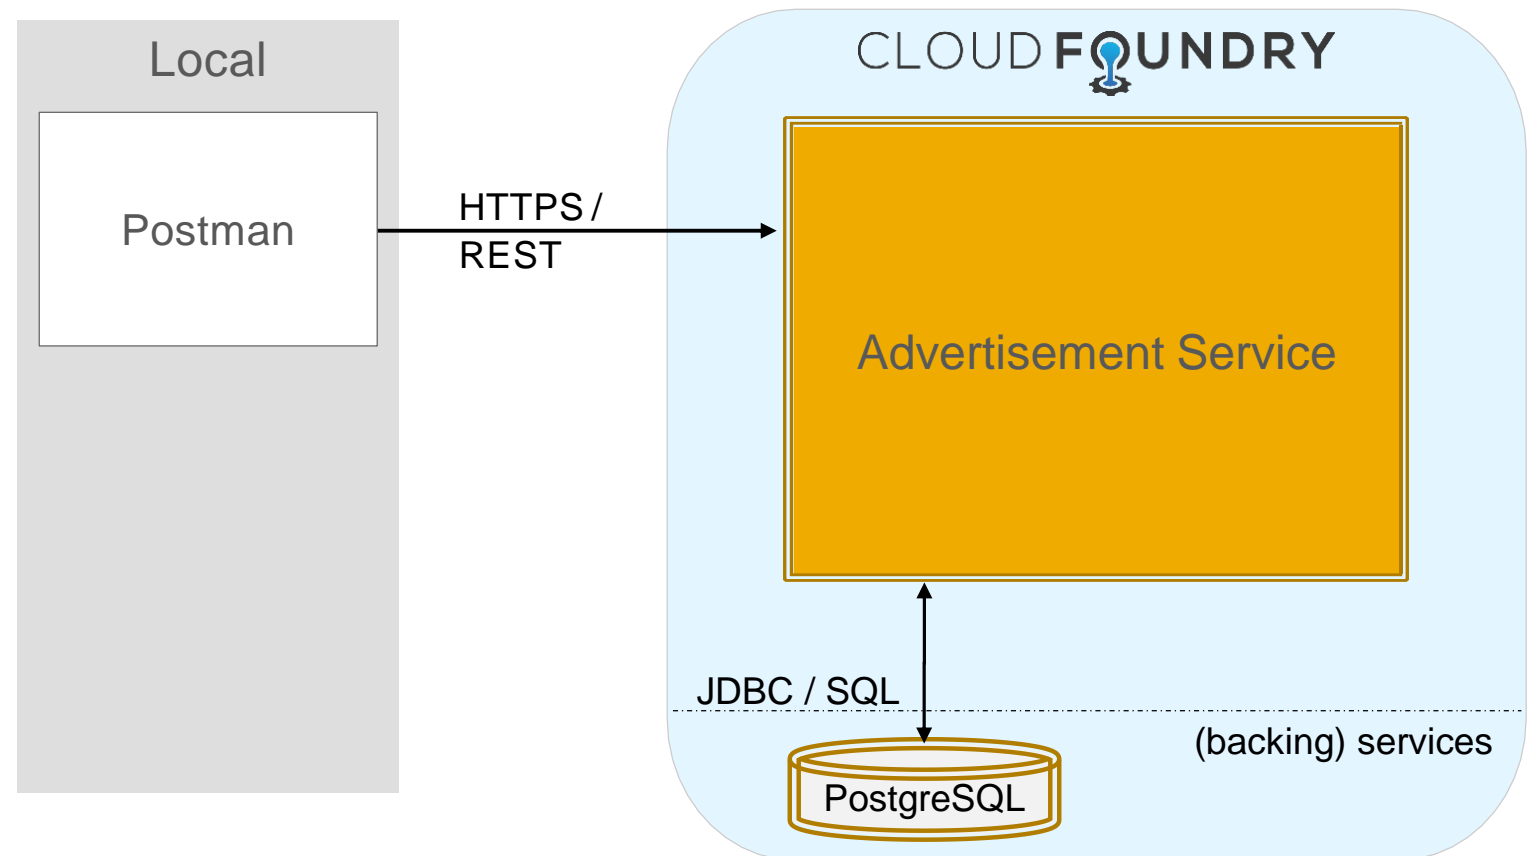 Local
CLOUD FOUNDRY
Postman
HTTPS /
REST
Advertisement Service
JDBC / SQL
(backing) services
PostgreSQL